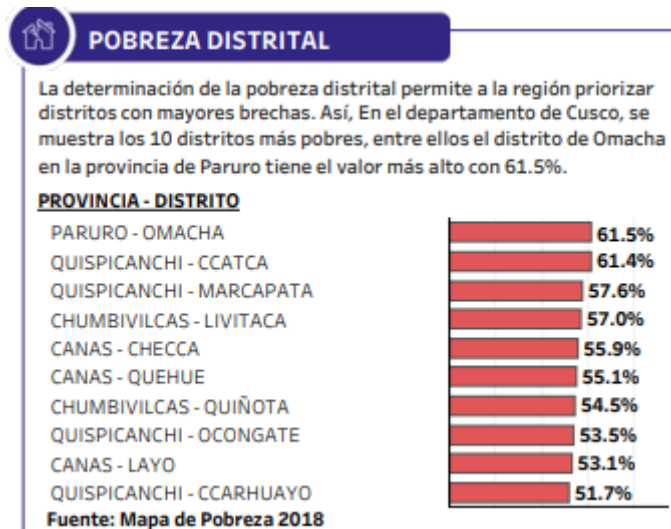 POBREZA DISTRITAL
La determinación de la pobreza distrital permite a la región priorizar
distritos con mayores brechas. Así, En el departamento de Cusco, se
muestra los 10 distritos más pobres, entre ellos el distrito de Omacha
en la provincia de Paruro tiene el valor más alto con 61.5%.
PROVINCIA - DISTRITO
PARURO - OMACHA 61.5%
QUISPICANCHI - CCATCA 61.4%
QUISPICANCHI - MARCAPATA 57.6%
CHUMBIVILCAS - LIVITACA 57.0%
CANAS - CHECCA 55.9%
CANAS - QUEHUE 55.1%
CHUMBIVILCAS - QUIÑOTA 54.5%
QUISPICANCHI - OCONGATE 53.5%
CANAS - LAYO 53.1%
QUISPICANCHI - CCARHUAYO 51.7%
Fuente: Mapa de Pobreza 2018